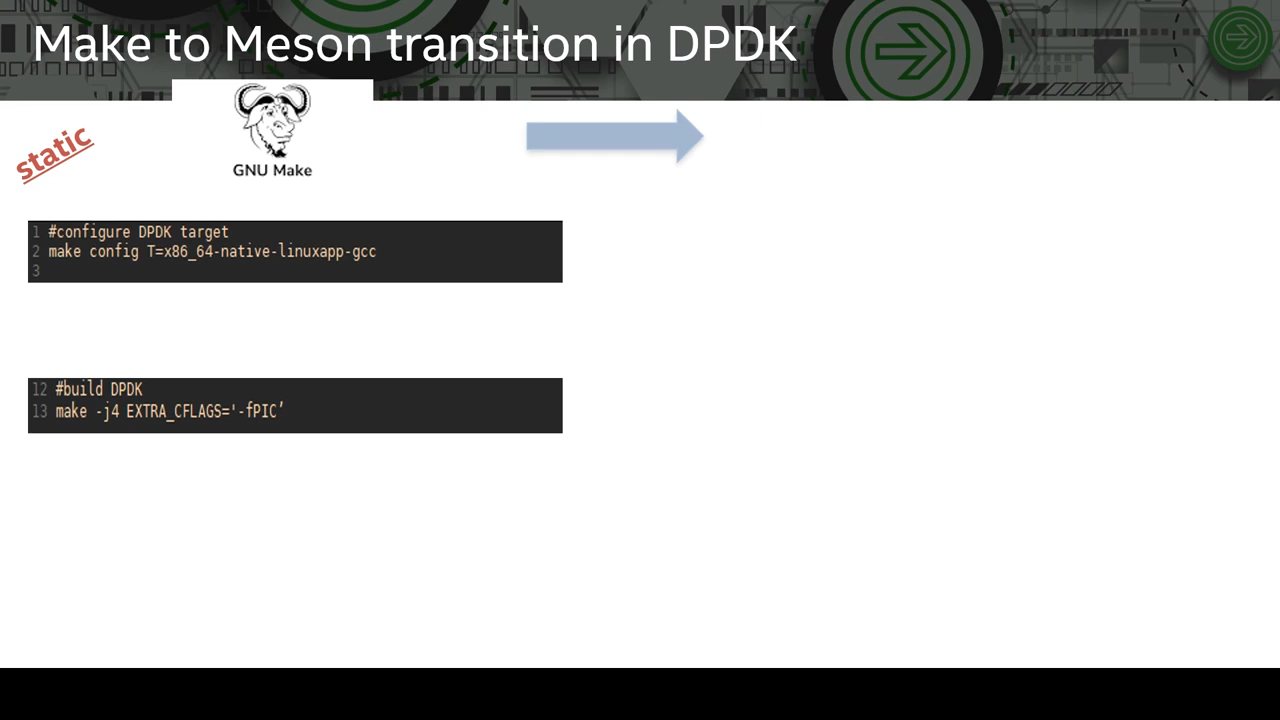 Make to Meson transition in DPDK
static
GNU Make
1 #configure DPDK target
2 make config T=x86_64-native-linuxapp-gcc
3
12 #build DPDK
13 make -j4 EXTRA_CFLAGS='-fPIC’